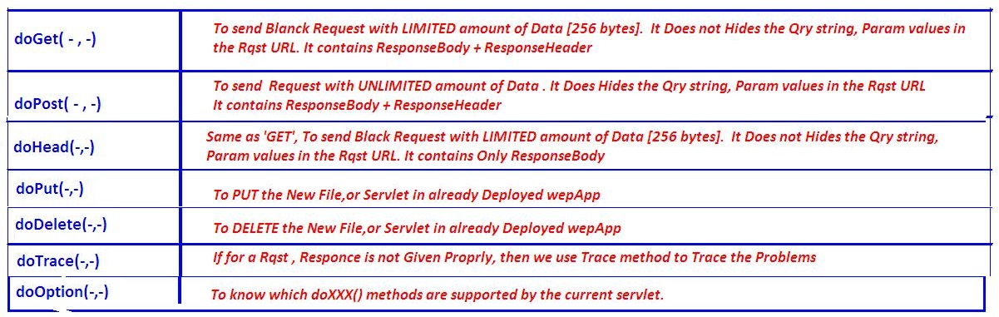 doGet( - , -)
To send Blanck Request with LIMITED amount of Data [256 bytes].  It Does not Hides the Qry string, Param values in
the Rqst URL. It contains ResponseBody + ResponseHeader
doPost( - , -)
To send  Request with UNLIMITED amount of Data . It Does Hides the Qry string, Param values in the Rqst URL
It contains ResponseBody + ResponseHeader
doHead(-,-)
Same as 'GET', To send Black Request with LIMITED amount of Data [256 bytes].  It Does not Hides the Qry string,
Param values in the Rqst URL. It contains Only ResponseBody
doPut(-,-)
To PUT the New File,or Servlet in already Deployed wepApp
doDelete(-,-)
To DELETE the New File,or Servlet in already Deployed wepApp
doTrace(-,-)
If for a Rqst , Responce is not Given Proprly, then we use Trace method to Trace the Problems
doOption(-,-)
To know which doXXX() methods are supported by the current servlet.